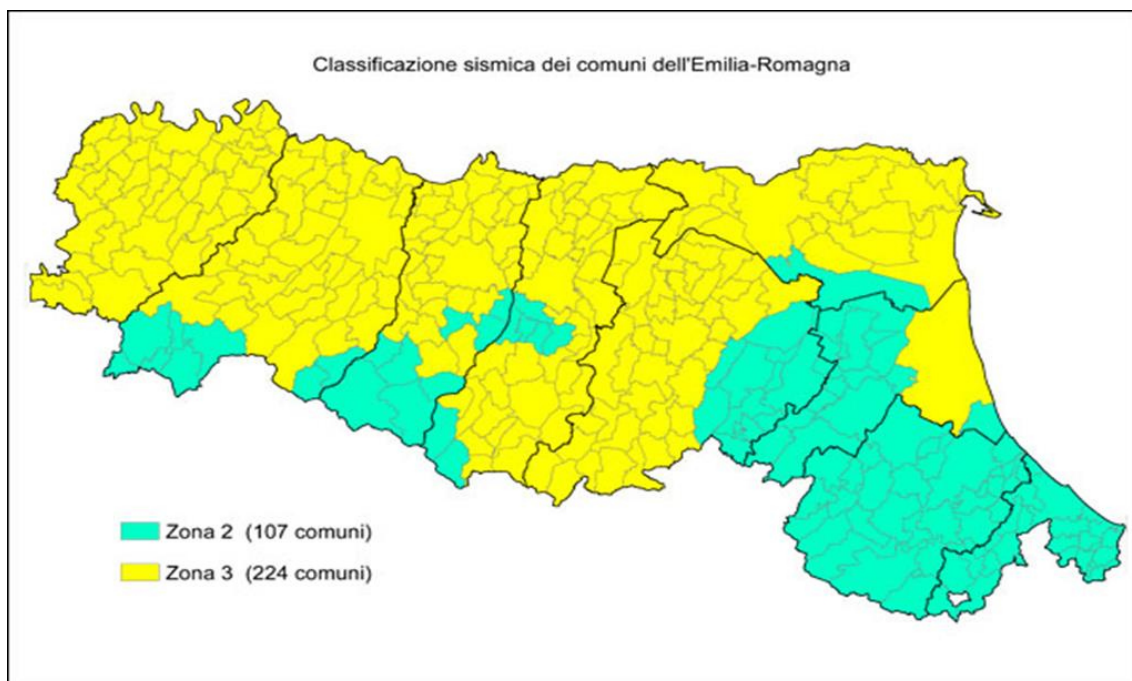 Classificazione sismica dei comuni dell'Emilia-Romagna
Zona 2 (107 comuni)
Zona 3 (224 comuni)